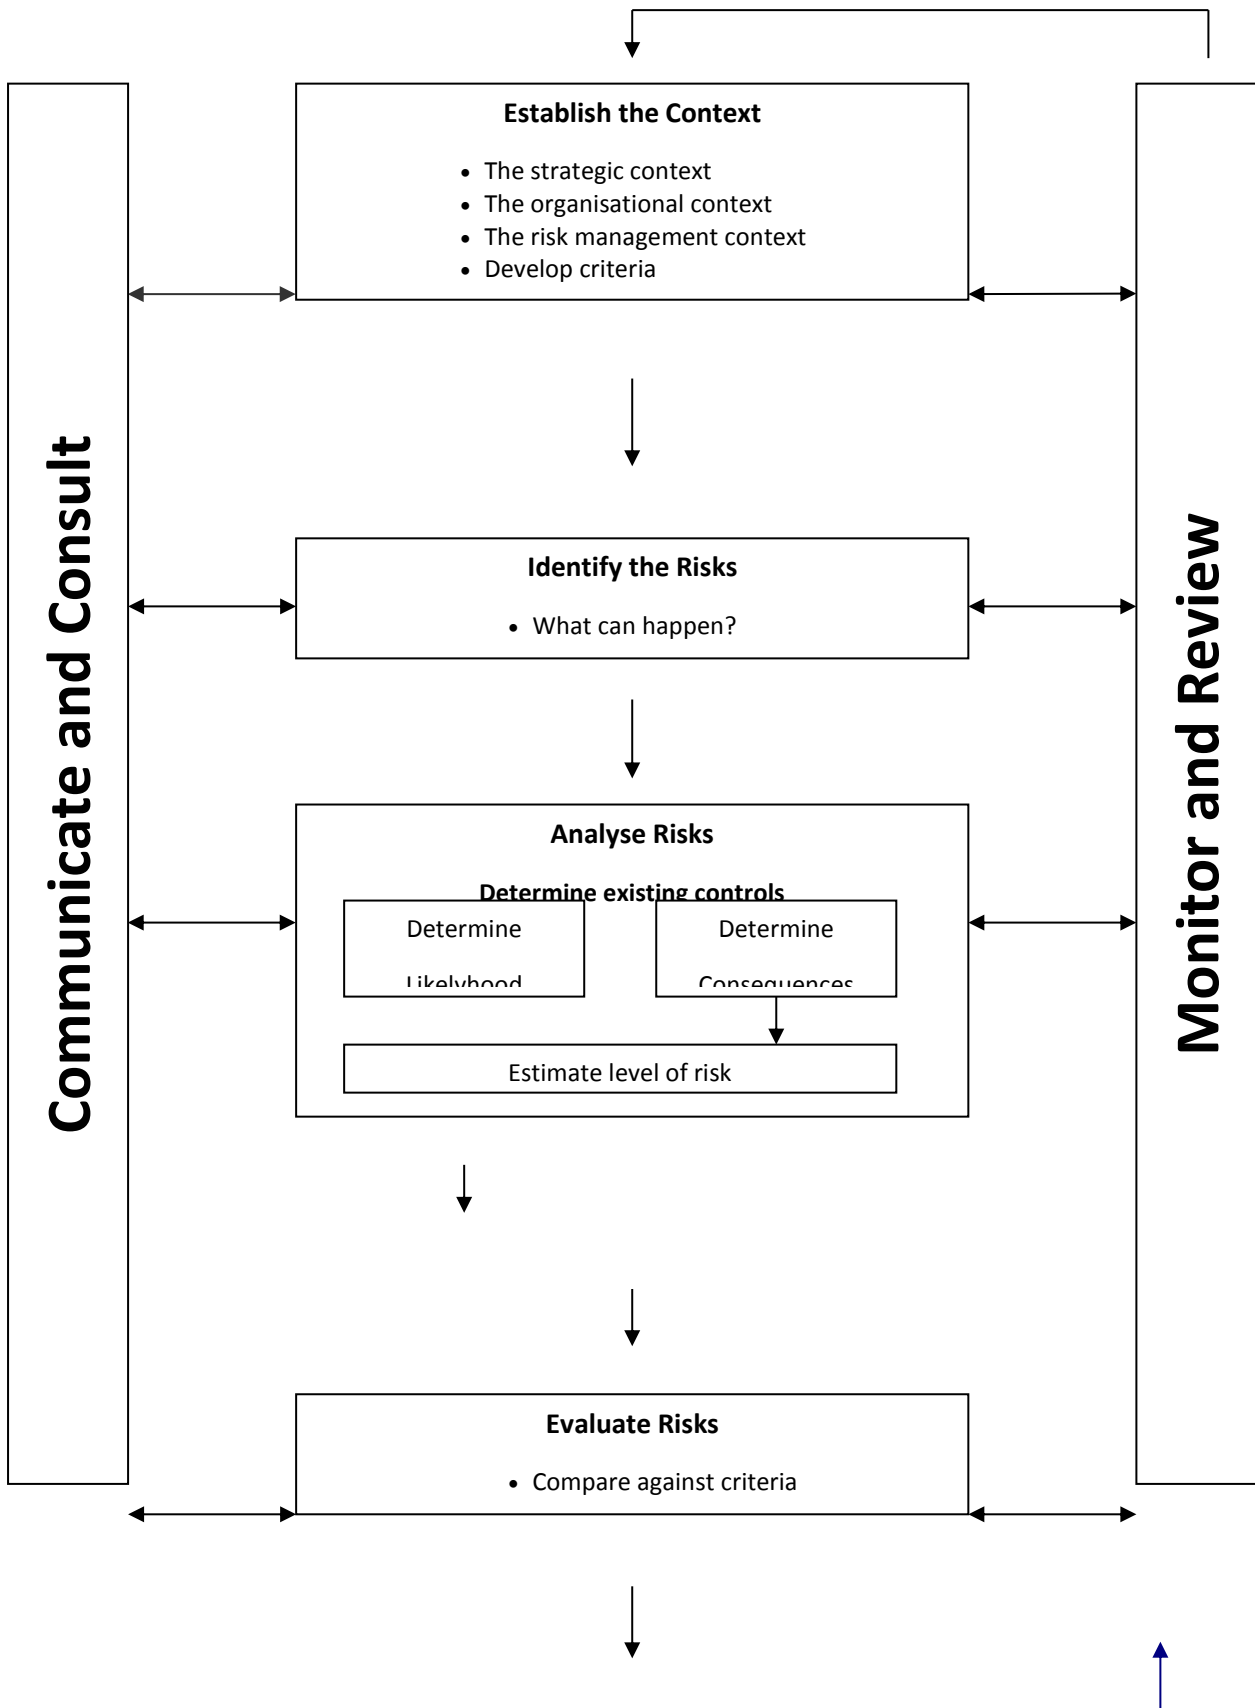 Establish the Context
• The strategic context
• The organisational context
• The risk management context
• Develop criteria
Communicate and Consult
Identify the Risks
• What can happen?
Monitor and Review
Analyse Risks
Determine existing controls
Determine
Likelyhood
Determine
Consequences
Estimate level of risk
Evaluate Risks
• Compare against criteria